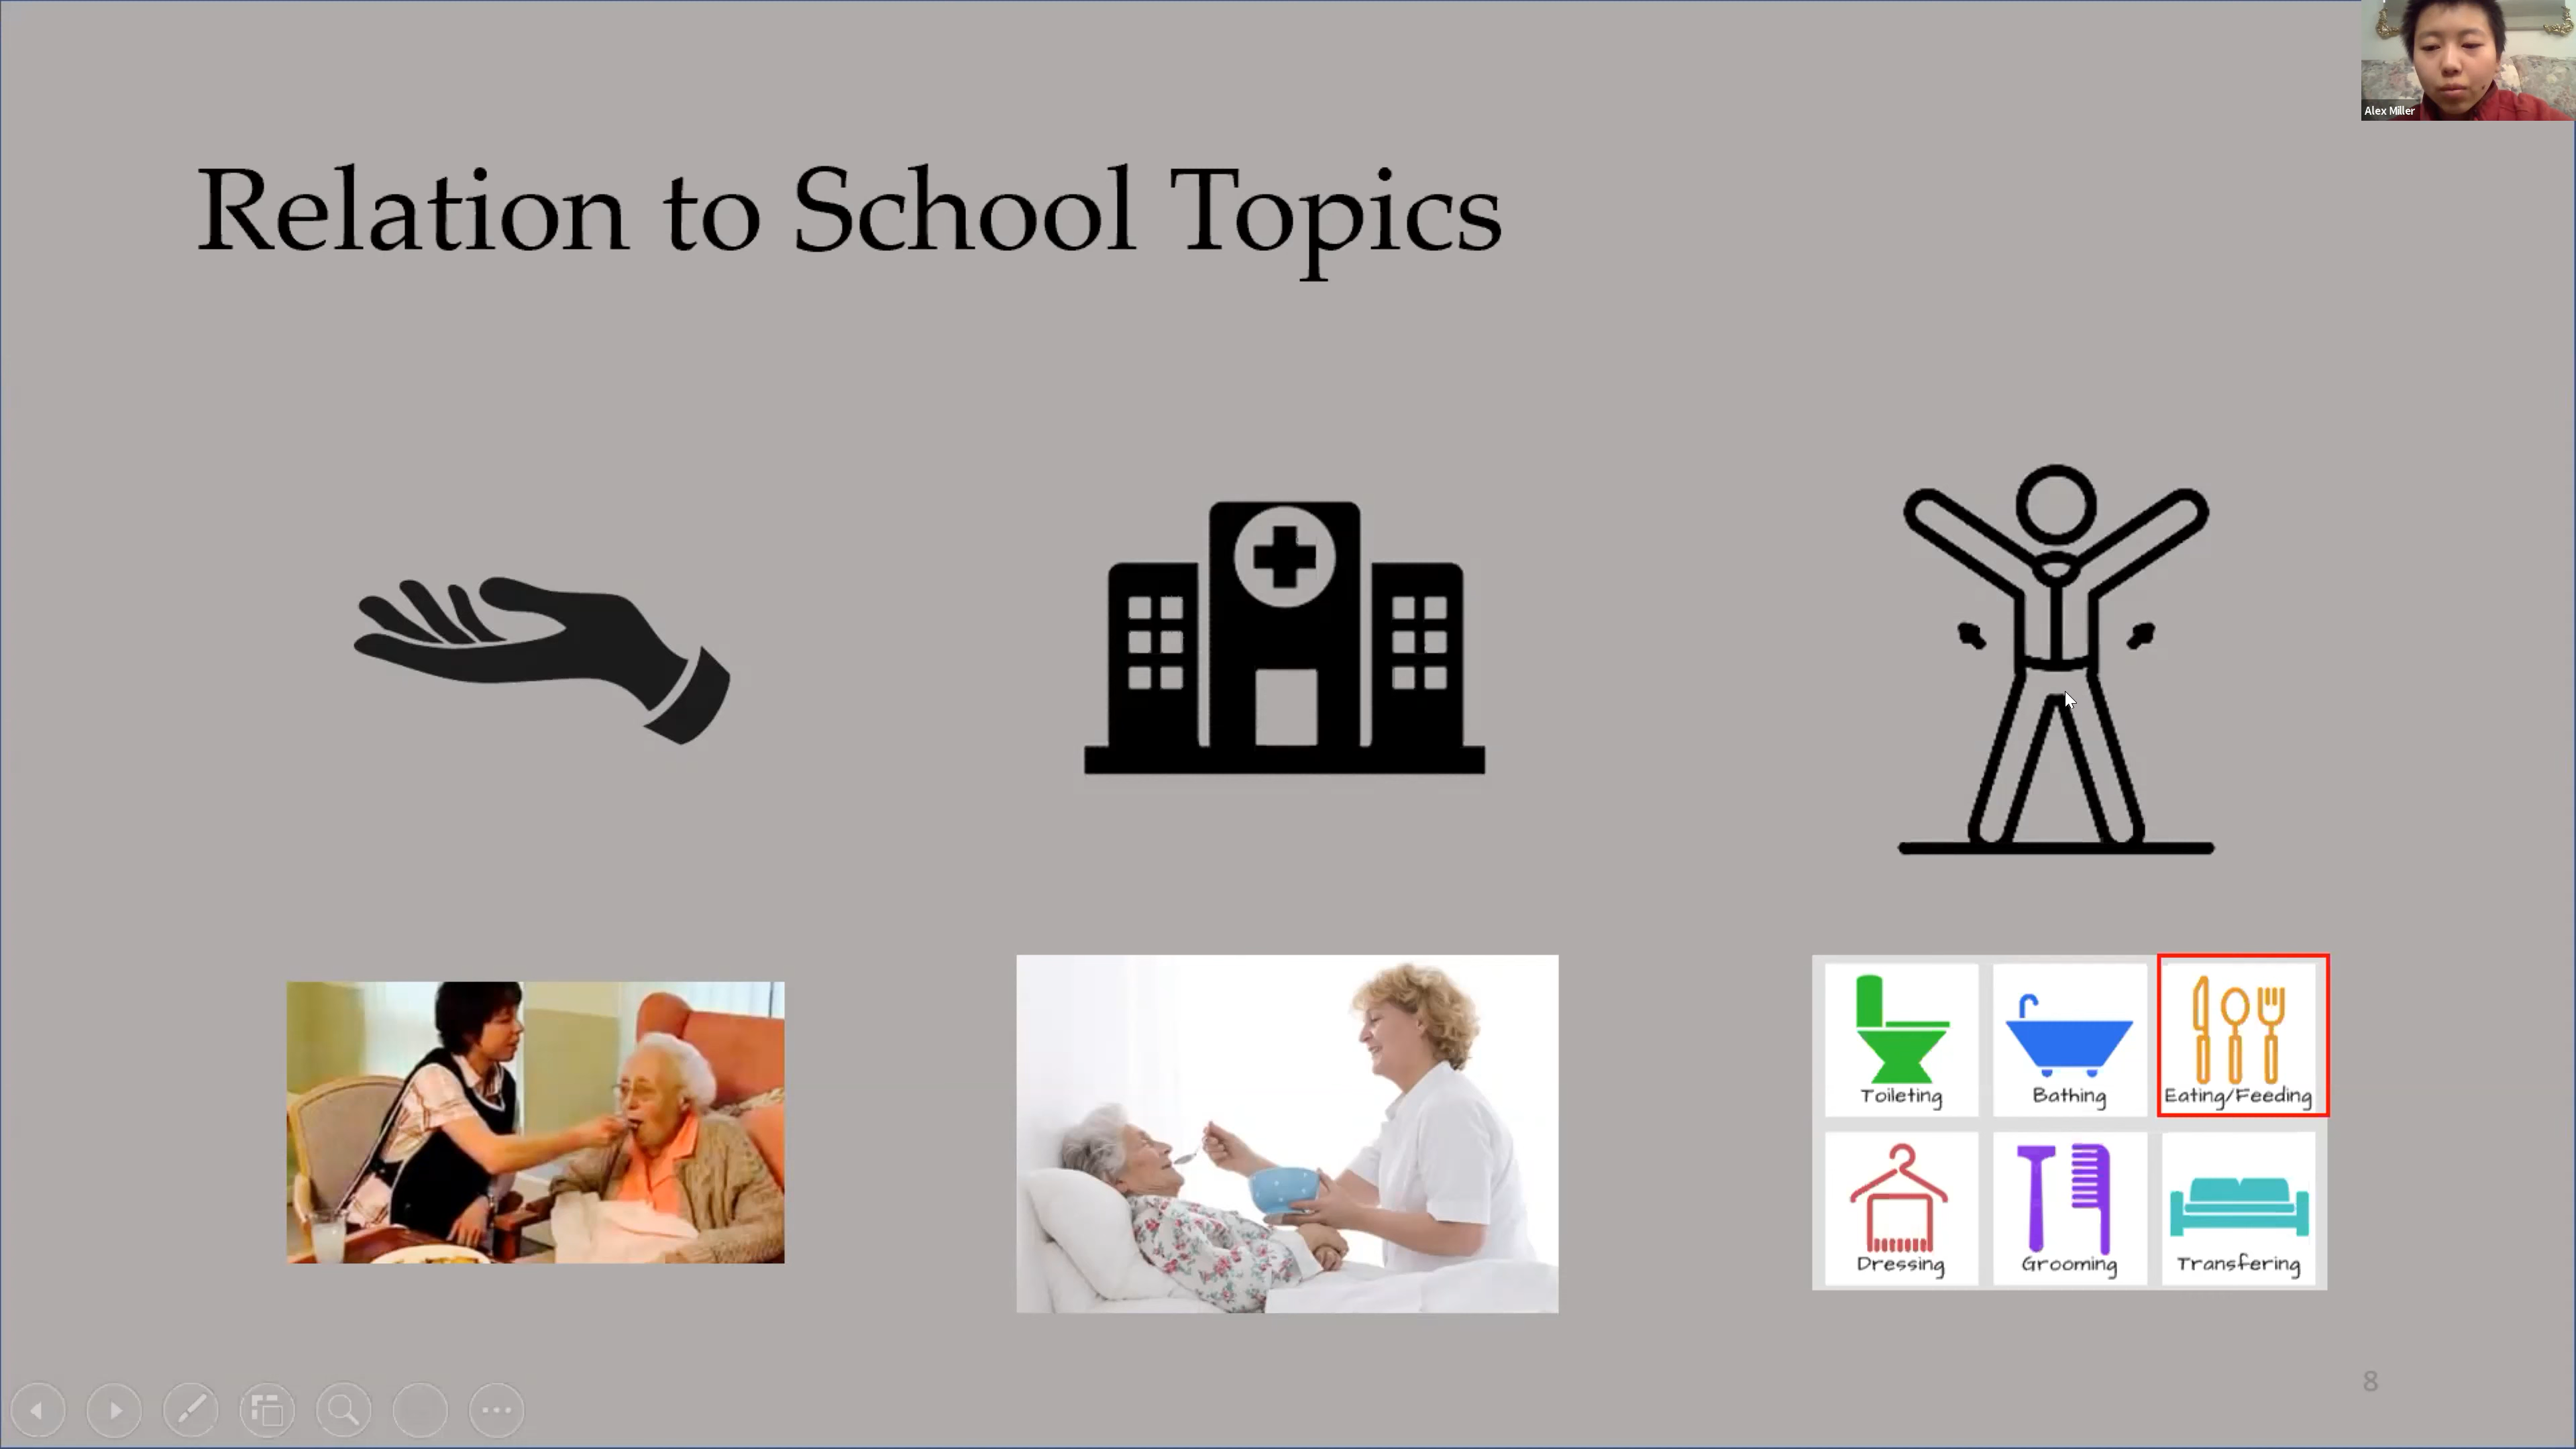 Alex Miller
Relation to School Topics
Toileting
Bathing
Eating/Feeding
Dressing
Grooming
Transfering
8